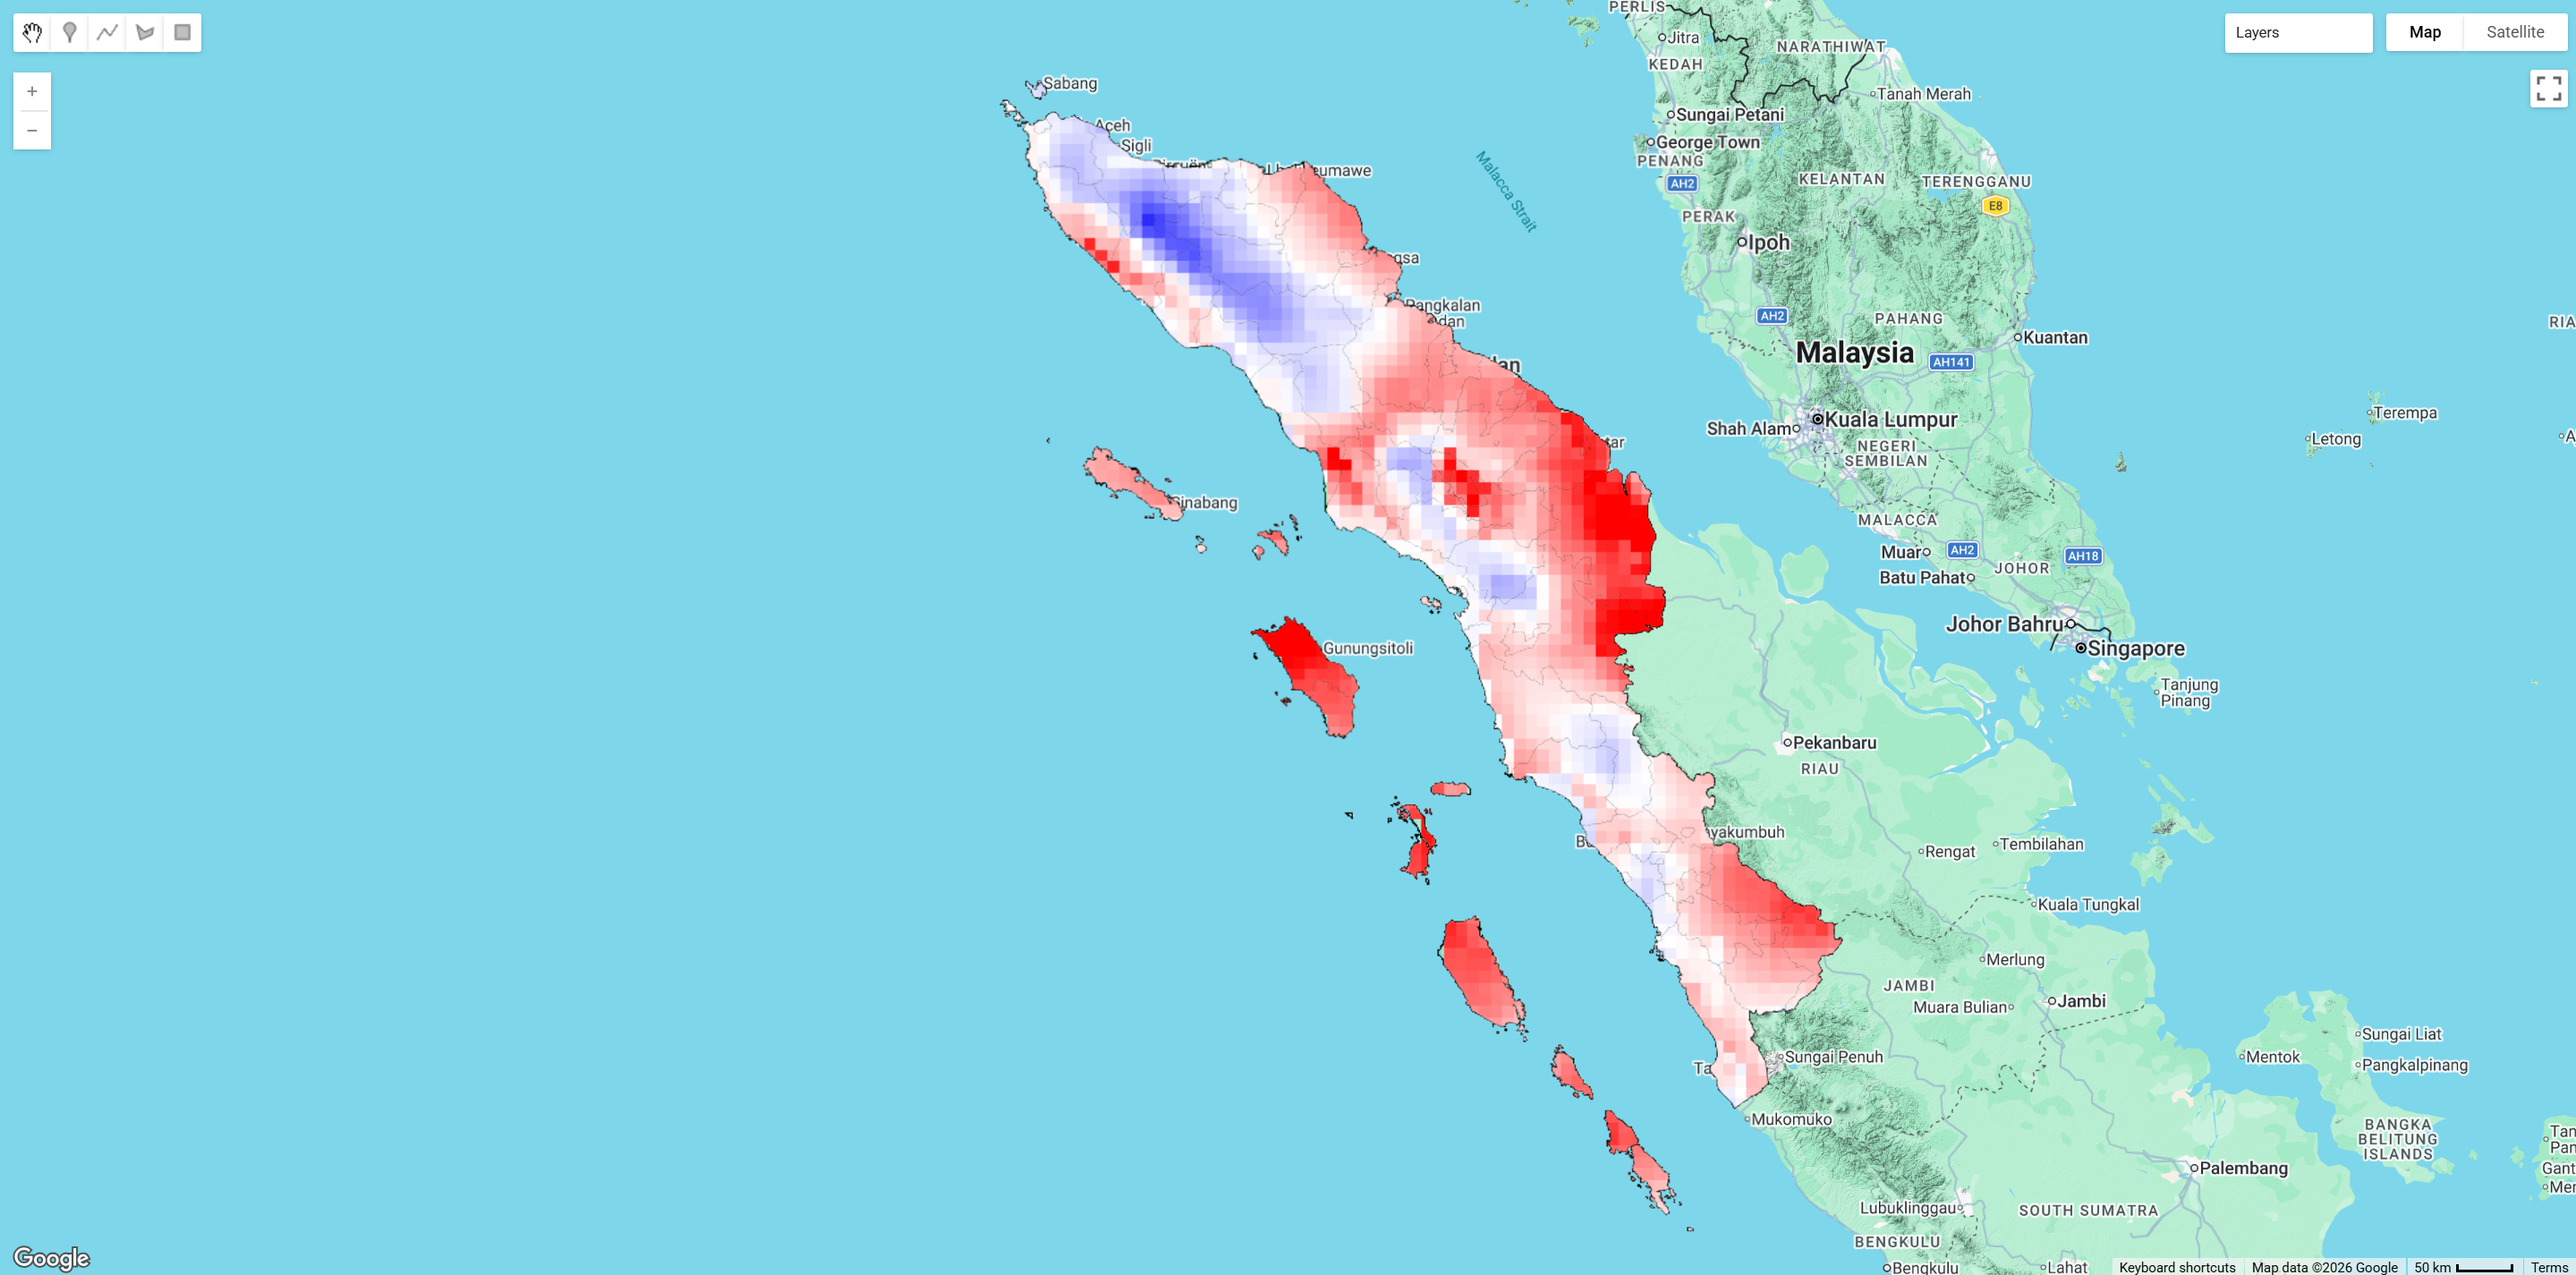 PERLIS
Jitra
KEDAH
NARATHIWAT
Layers
Map
Satellite
Sabang
Tanah Merah
Aceh
Sungai Petani
Sigli
George Town
PENANG
AH2
KELANTAN
TERENGGANU
E8
PERAK
Malacca Strait
Ipoh
Pangkalan
AH2
PAHANG
Kuantan
Malaysia
AH141
Kuala Lumpur
Shah Alam
NEGERI
SEMBILAN
Terempa
Letong
MALACCA
Muar
AH2
AH18
Batu Pahat
JOHOR
Johor Bahru
Singapore
Gunungsitoli
Tanjung
Pinang
Pekanbaru
RIAU
Rengat
Tembilahan
Kuala Tungkal
Merlung
JAMBI
Muara Bulian
Jambi
Sungai Penuh
Sungai Liat
Mentok
Pangkalpinang
Mukomuko
BANGKA
BELITUNG
ISLANDS
Palembang
Lubuklinggau
SOUTH SUMATRA
BENGKULU
Bengkulu
Lahat
Google
Keyboard shortcuts
Map data ©2026 Google
50 km
Terms